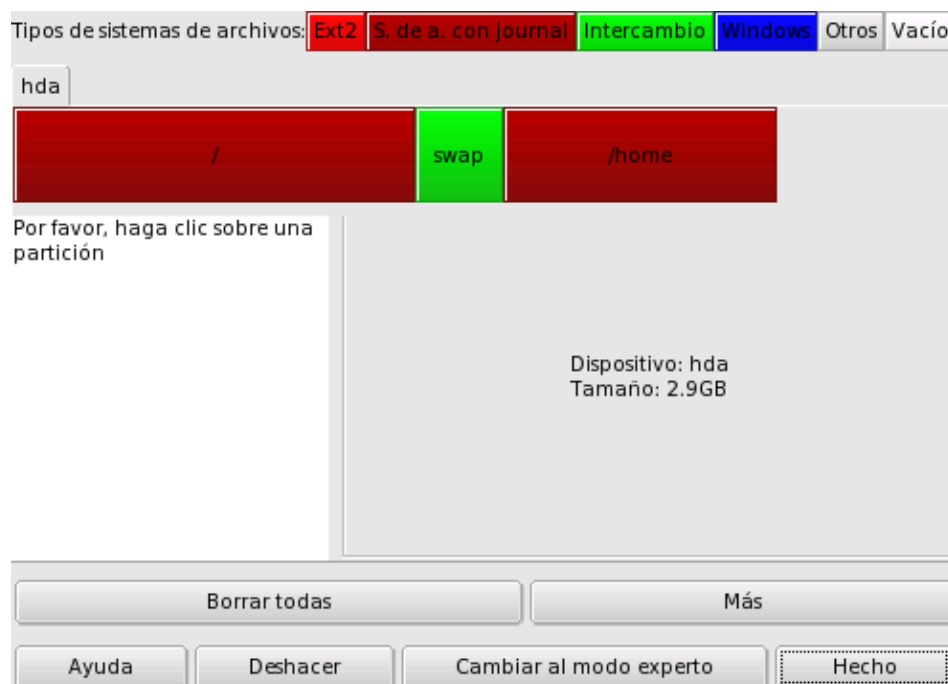 Tipos de sistemas de archivos: Ext2 S. de a. con journal Intercambio Windows Otros Vacío
hda
/ swap /home
Por favor, haga clic sobre una
partición
Dispositivo: hda
Tamaño: 2.9GB
Borrar todas Más
Ayuda Deshacer Cambiar al modo experto Hecho